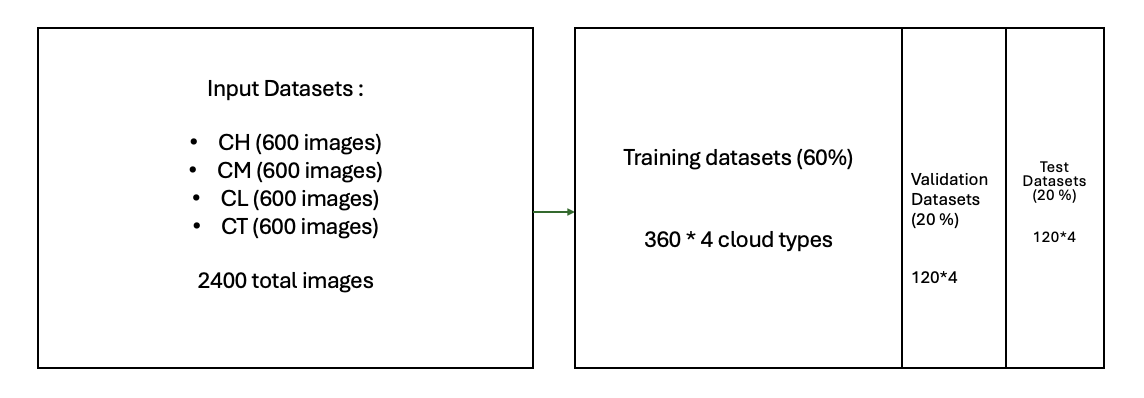 Input Datasets :
• CH (600 images)
• CM (600 images)
• CL (600 images)
• CT (600 images)
2400 total images
Training datasets (60%)
360 * 4 cloud types
Validation
Datasets
(20 %)
120*4
Test
Datasets
(20 %)
120*4